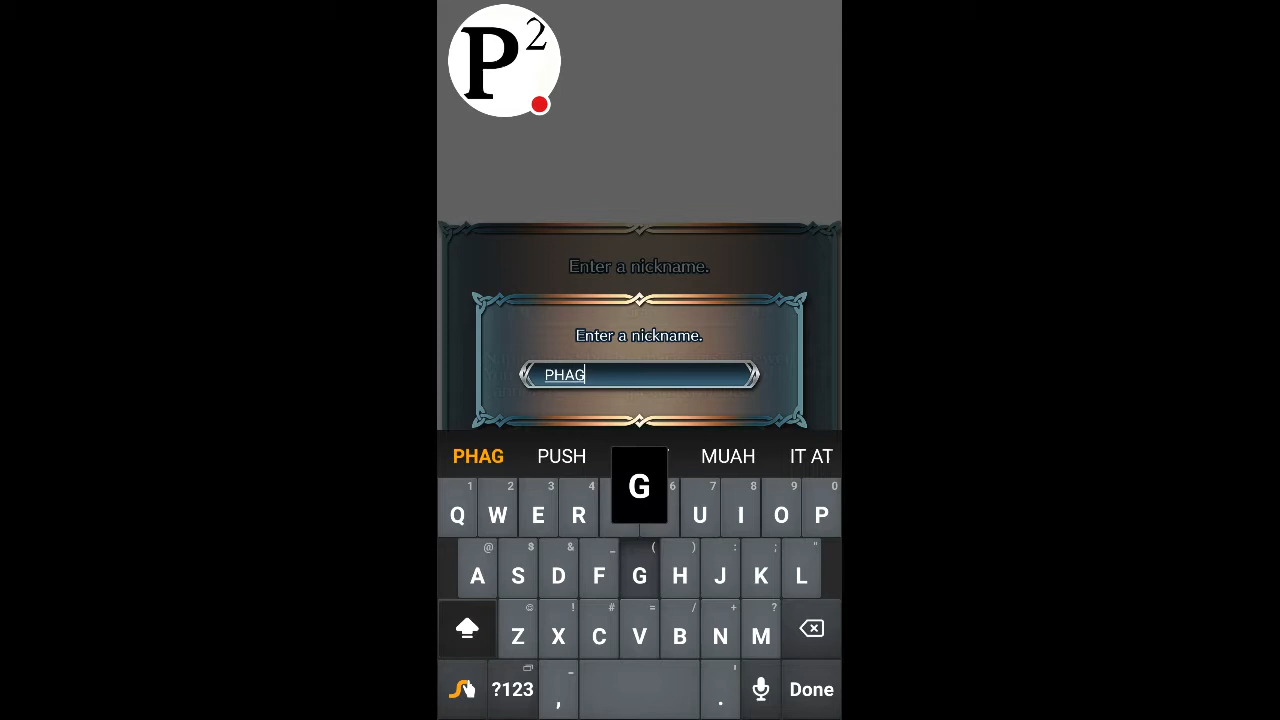 P2
Enter a nickname.
Enter a nickname.
PHAG
PHAG PUSH MUAH IT AT
G
1 2 3 4 6 7 8 9 0
Q W E R U I O P
@ $ & _ ( ) : ; "
A S D F G H J K L
! # = / + ?
Z X C V B N M
?123 , _ . ' Done